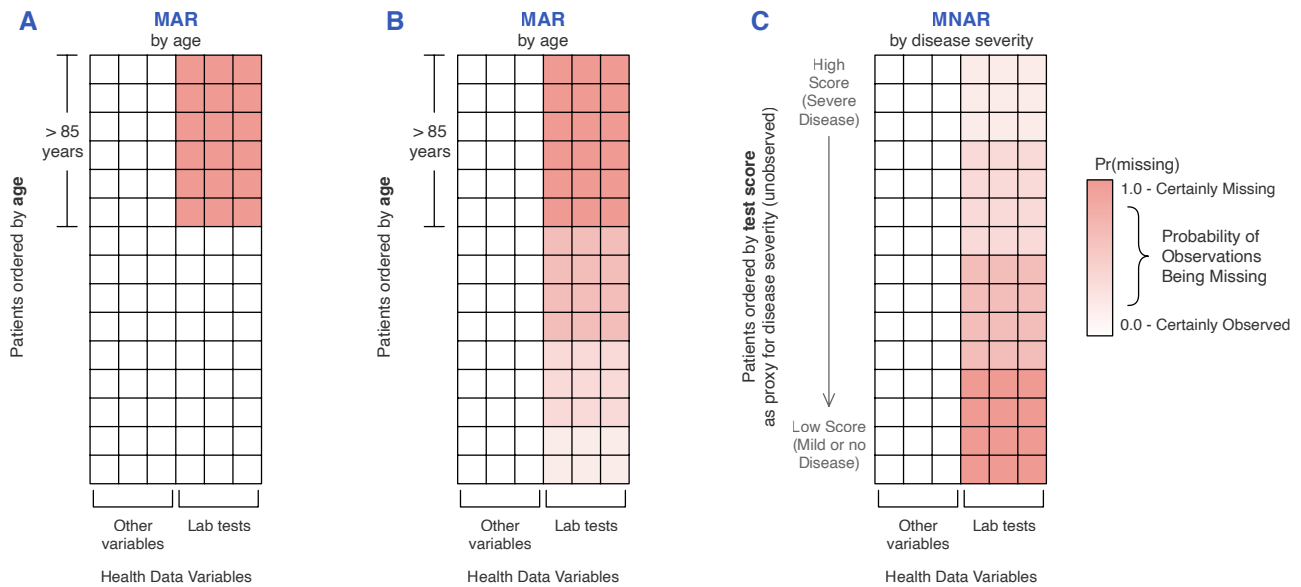 A
MAR
by age
> 85
years
Patients ordered by age
Other
variables
Lab tests
Health Data Variables
B
MAR
by age
> 85
years
Patients ordered by age
Other
variables
Lab tests
Health Data Variables
C
MNAR
by disease severity
High
Score
(Severe
Disease)
Patients ordered by test score
as proxy for disease severity (unobserved)
Low Score
(Mild or no
Disease)
Other
variables
Lab tests
Health Data Variables
Pr(missing)
1.0 - Certainly Missing
Probability of
Observations
Being Missing
0.0 - Certainly Observed